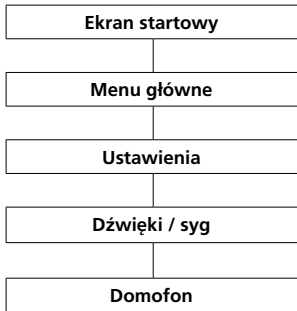 Ekran startowy
Menu główne
Ustawienia
Dźwięki / syg
Domofon